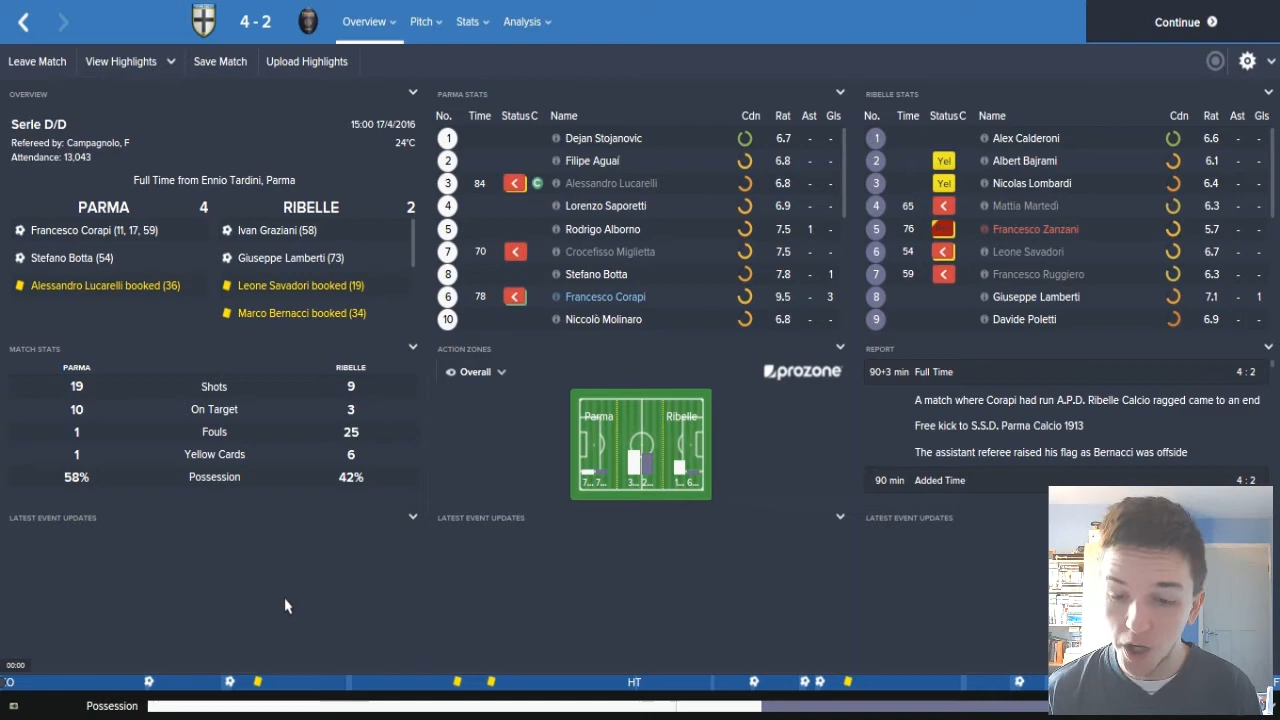 4 - 2
Overview
Pitch
Stats
Analysis
Continue
Leave Match
View Highlights
Save Match
Upload Highlights
OVERVIEW
Serie D/D
15:00 17/4/2016
Refereed by: Campagnolo, F
24°C
Attendance: 13,043
Full Time from Ennio Tardini, Parma
PARMA 4 RIBELLE 2
Francesco Corapi (11, 17, 59)
Ivan Graziani (58)
Stefano Botta (54)
Giuseppe Lamberti (73)
Alessandro Lucarelli booked (36)
Leone Savadori booked (19)
Marco Bernacci booked (34)
PARMA STATS
No. Time Status C Name Cdn Rat Ast Gls
1 Dejan Stojanovic 6.7 - -
2 Filipe Aguaí 6.8 - -
3 84 C Alessandro Lucarelli 6.8 - -
4 Lorenzo Saporetti 6.9 - -
5 Rodrigo Alborno 7.5 1 -
7 70 Crocefisso Miglietta 7.5 - -
8 Stefano Botta 7.8 - 1
6 78 Francesco Corapi 9.5 - 3
10 Niccolò Molinaro 6.8 - -
RIBELLE STATS
No. Time Status C Name Cdn Rat Ast Gls
1 Alex Calderoni 6.6 - -
2 Yel Albert Bajrami 6.1 - -
3 Yel Nicolas Lombardi 6.4 - -
4 65 Mattia Martedì 6.3 - -
5 76 Francesco Zanzani 5.7 - -
6 54 Leone Savadori 6.7 - -
7 59 Francesco Ruggiero 6.3 - -
8 Giuseppe Lamberti 7.1 - 1
9 Davide Poletti 6.9 - -
MATCH STATS
PARMA RIBELLE
19 Shots 9
10 On Target 3
1 Fouls 25
1 Yellow Cards 6
58% Possession 42%
ACTION ZONES
Overall
prozone
Parma Ribelle
7... 7... 3... 2... 1... 6...
REPORT
90+3 min Full Time 4 : 2
A match where Corapi had run A.P.D. Ribelle Calcio ragged came to an end
Free kick to S.S.D. Parma Calcio 1913
The assistant referee raised his flag as Bernacci was offside
90 min Added Time 4 : 2
LATEST EVENT UPDATES
LATEST EVENT UPDATES
LATEST EVENT UPDATES
00:00
HT
Possession